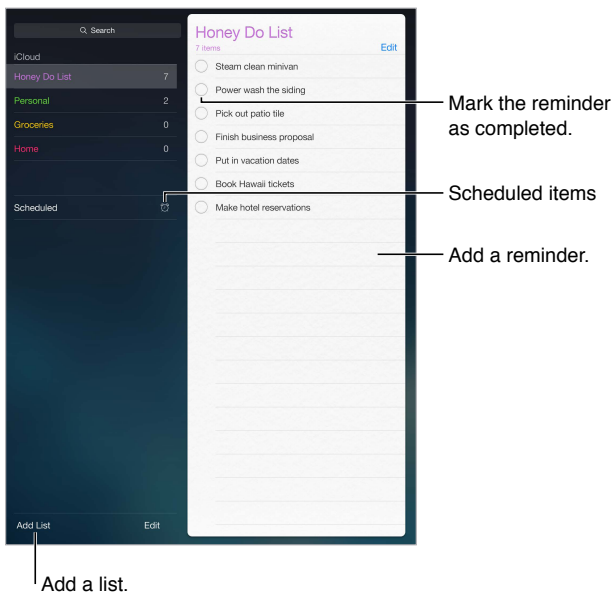 Search
iCloud
Honey Do List 7
Personal 2
Groceries 0
Home 0
Scheduled
Add List Edit
Honey Do List
7 items Edit
Steam clean minivan
Power wash the siding
Pick out patio tile
Finish business proposal
Put in vacation dates
Book Hawaii tickets
Make hotel reservations
Mark the reminder
as completed.
Scheduled items
Add a reminder.
Add a list.